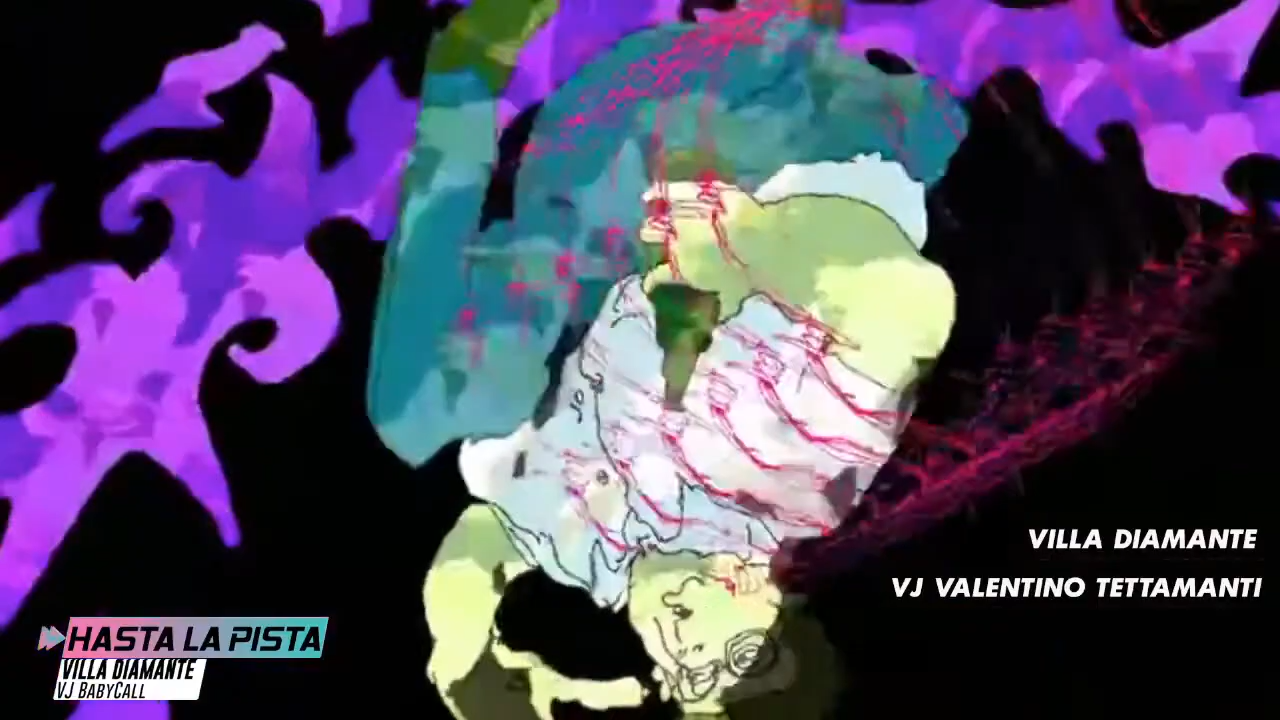 VILLA DIAMANTE
VJ VALENTINO TETTAMANTI
HASTA LA PISTA
VILLA DIAMANTE
VJ BABYCALL